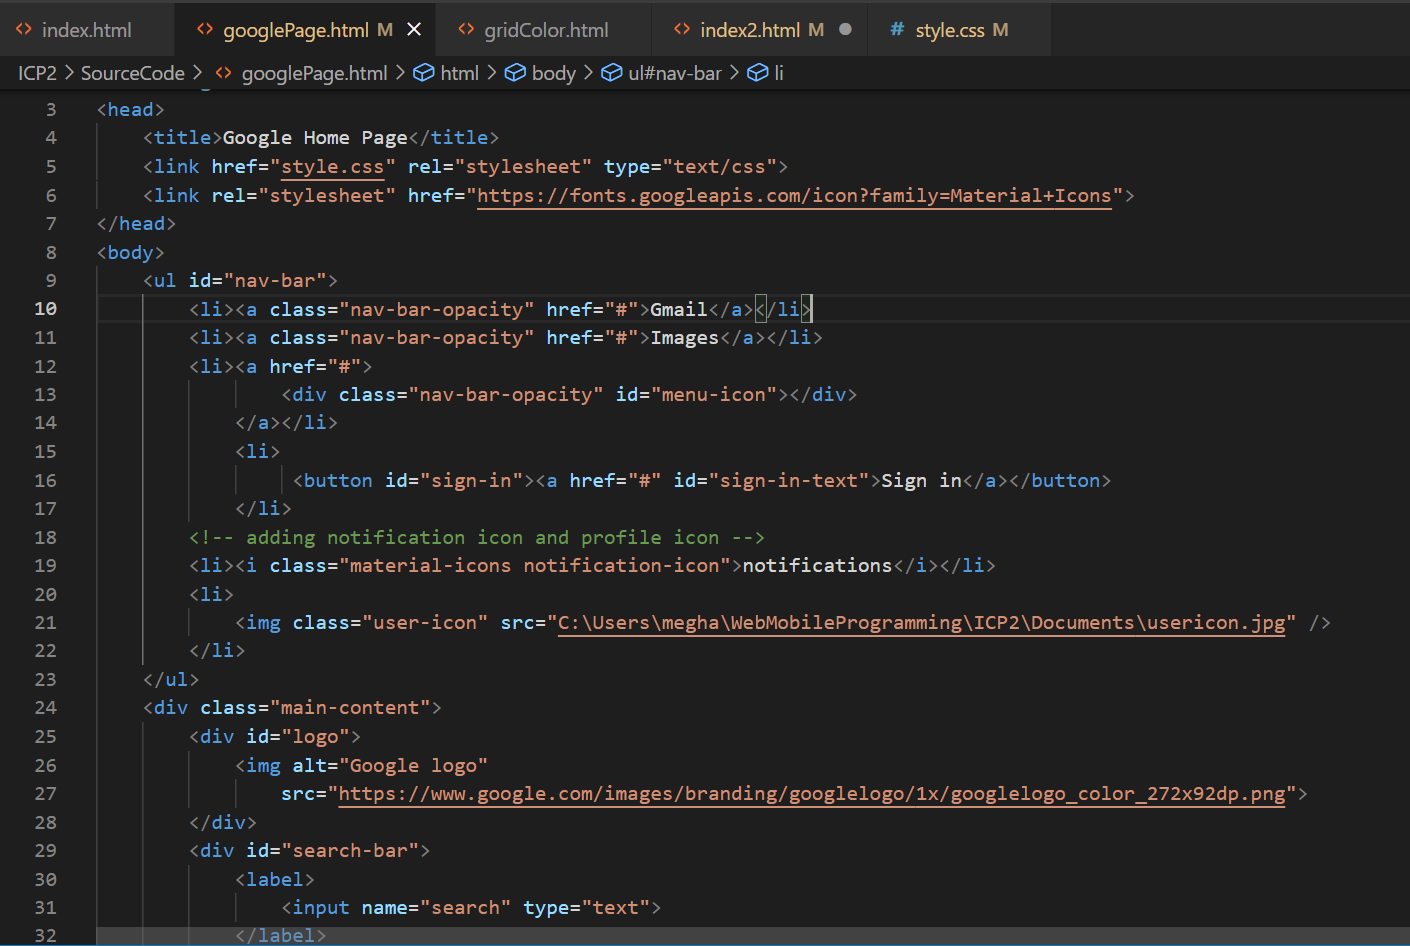 index.html googlePage.html M gridColor.html index2.html M # style.css M
ICP2 > SourceCode > googlePage.html > html > body > ul#nav-bar > li
3 <head>
4 <title>Google Home Page</title>
5 <link href="style.css" rel="stylesheet" type="text/css">
6 <link rel="stylesheet" href="https://fonts.googleapis.com/icon?family=Material+Icons">
7 </head>
8 <body>
9 <ul id="nav-bar">
10 <li><a class="nav-bar-opacity" href="#">Gmail</a></li>
11 <li><a class="nav-bar-opacity" href="#">Images</a></li>
12 <li><a href="#">
13 <div class="nav-bar-opacity" id="menu-icon"></div>
14 </a></li>
15 <li>
16 <button id="sign-in"><a href="#" id="sign-in-text">Sign in</a></button>
17 </li>
18 <!-- adding notification icon and profile icon -->
19 <li><i class="material-icons notification-icon">notifications</i></li>
20 <li>
21 <img class="user-icon" src="C:\Users\megha\WebMobileProgramming\ICP2\Documents\usericon.jpg" />
22 </li>
23 </ul>
24 <div class="main-content">
25 <div id="logo">
26 <img alt="Google logo"
27 src="https://www.google.com/images/branding/googlelogo/1x/googlelogo_color_272x92dp.png">
28 </div>
29 <div id="search-bar">
30 <label>
31 <input name="search" type="text">
32 </label>